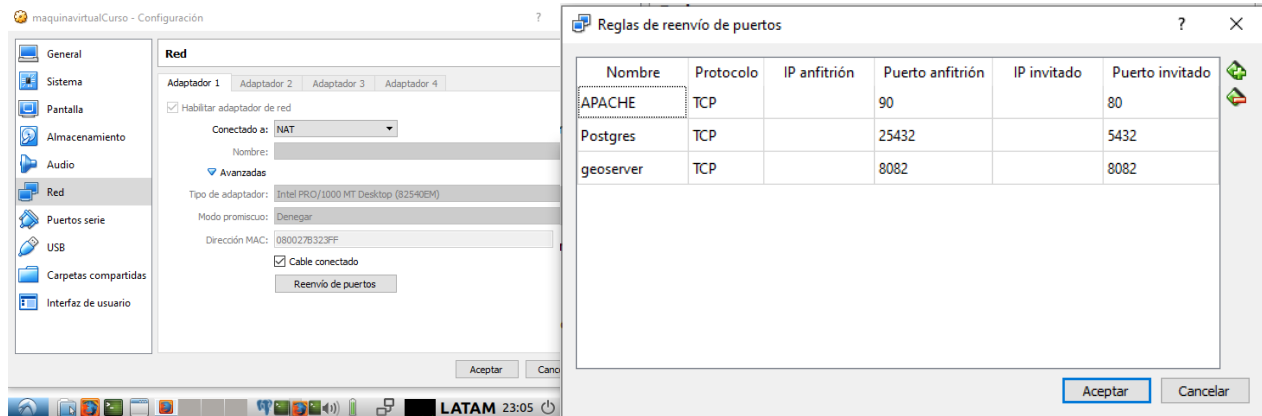 maquinavirtualCurso - Configuración ?
General
Sistema
Pantalla
Almacenamiento
Audio
Red
Puertos serie
USB
Carpetas compartidas
Interfaz de usuario
Red
Adaptador 1 Adaptador 2 Adaptador 3 Adaptador 4
Habilitar adaptador de red
Conectado a: NAT
Nombre:
Avanzadas
Tipo de adaptador: Intel PRO/1000 MT Desktop (82540EM)
Modo promiscuo: Denegar
Dirección MAC: 080027B323FF
Cable conectado
Reenvío de puertos
Aceptar Canc
LATAM 23:05
Reglas de reenvío de puertos ?
Nombre Protocolo IP anfitrión Puerto anfitrión IP invitado Puerto invitado
APACHE TCP 90 80
Postgres TCP 25432 5432
geoserver TCP 8082 8082
Aceptar Cancelar